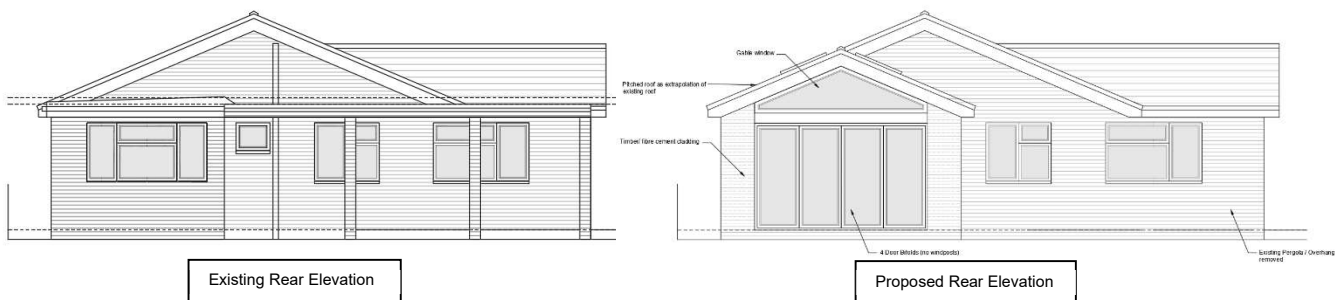 Gable window
Pitched roof as extrapolation of
existing roof
Timber/ fibre cement cladding
4 Door Bifolds (no windposts)
Existing Pergola / Overhang
removed
Existing Rear Elevation
Proposed Rear Elevation